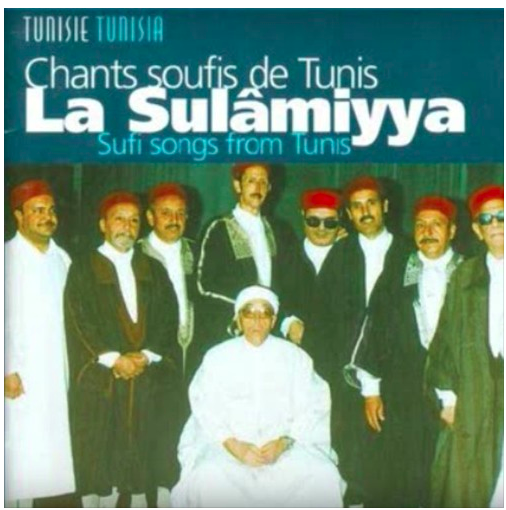 TUNISIE TUNISIA
Chants soufis de Tunis
La Sulâmiyya
Sufi songs from Tunis